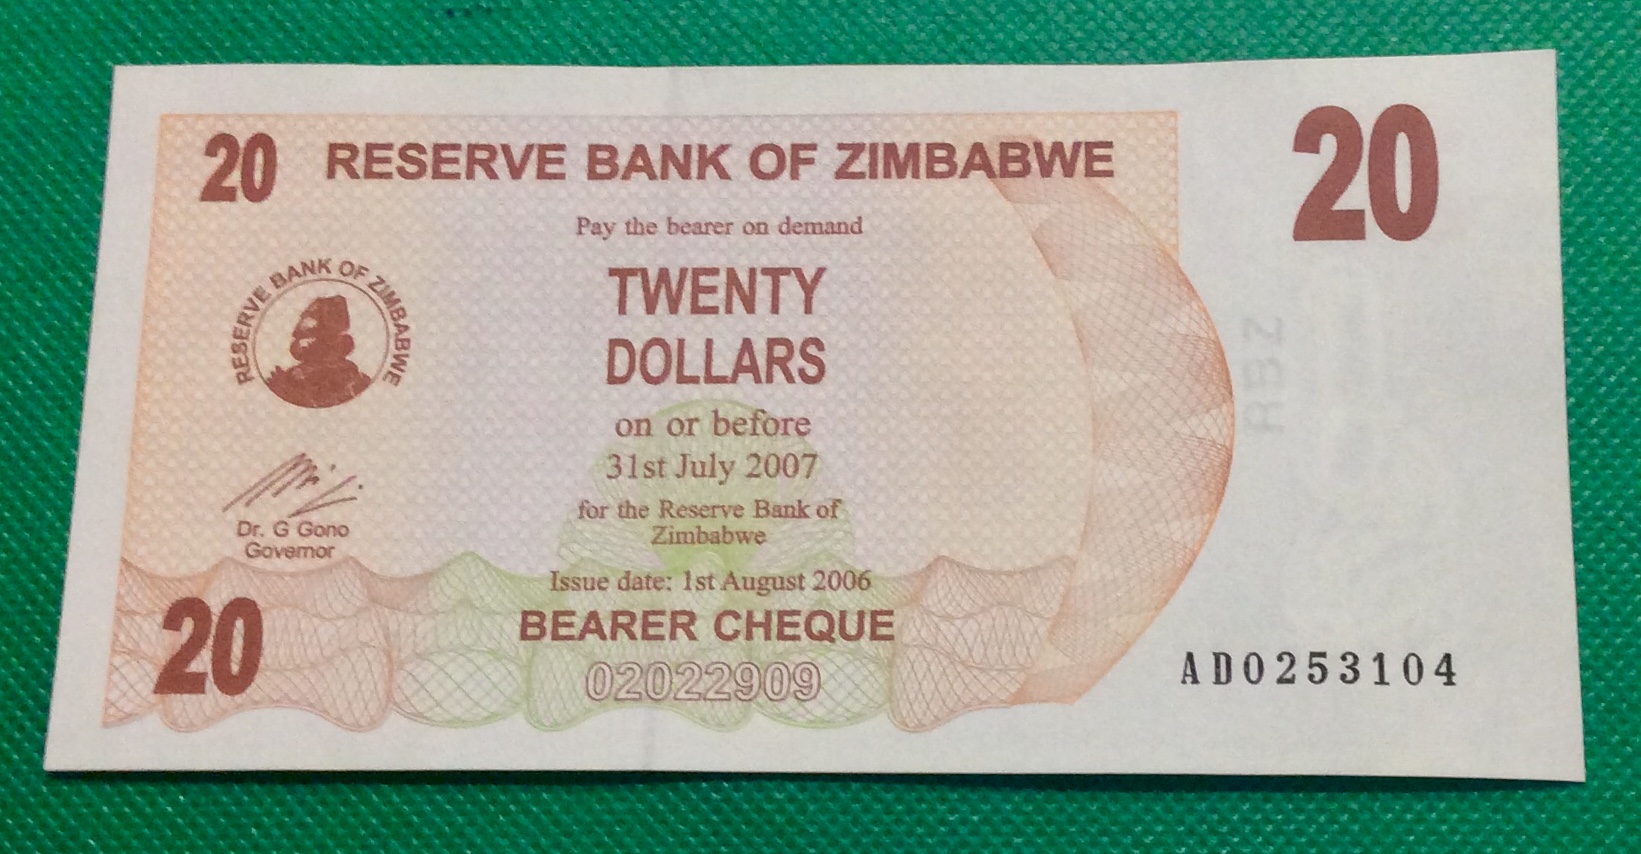 20 RESERVE BANK OF ZIMBABWE 20
Pay the bearer on demand
TWENTY
DOLLARS
RESERVE BANK OF ZIMBABWE
on or before
31st July 2007
for the Reserve Bank of
Zimbabwe
Dr. G Gono
Governor
Issue date: 1st August 2006
BEARER CHEQUE
20
02022909
AD0253104
RBZ